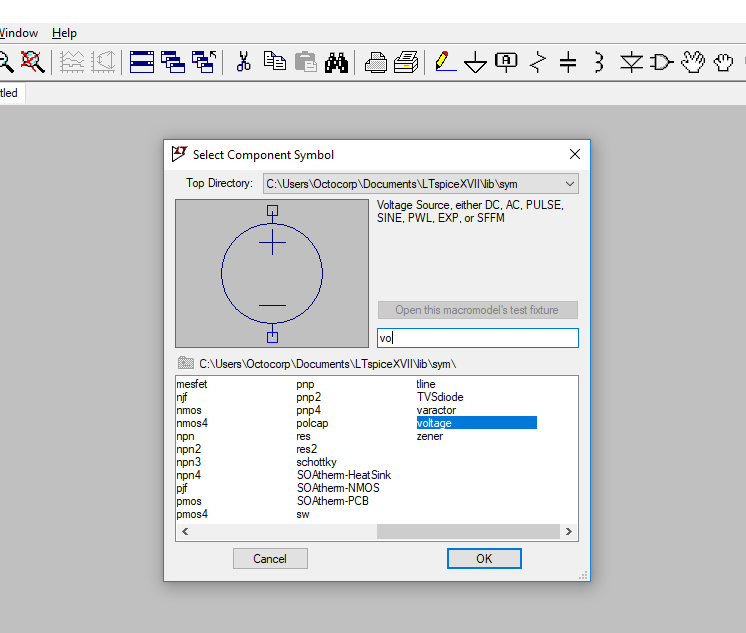 Window Help
A
tled
Select Component Symbol
Top Directory: C:\Users\Octocorp\Documents\LTspiceXVII\lib\sym
Voltage Source, either DC, AC, PULSE,
SINE, PWL, EXP, or SFFM
Open this macromodel's test fixture
vo
C:\Users\Octocorp\Documents\LTspiceXVII\lib\sym\
mesfet pnp tline
njf pnp2 TVSdiode
nmos pnp4 varactor
nmos4 polcap voltage
npn res zener
npn2 res2
npn3 schottky
npn4 SOAtherm-HeatSink
pjf SOAtherm-NMOS
pmos SOAtherm-PCB
pmos4 sw
Cancel OK